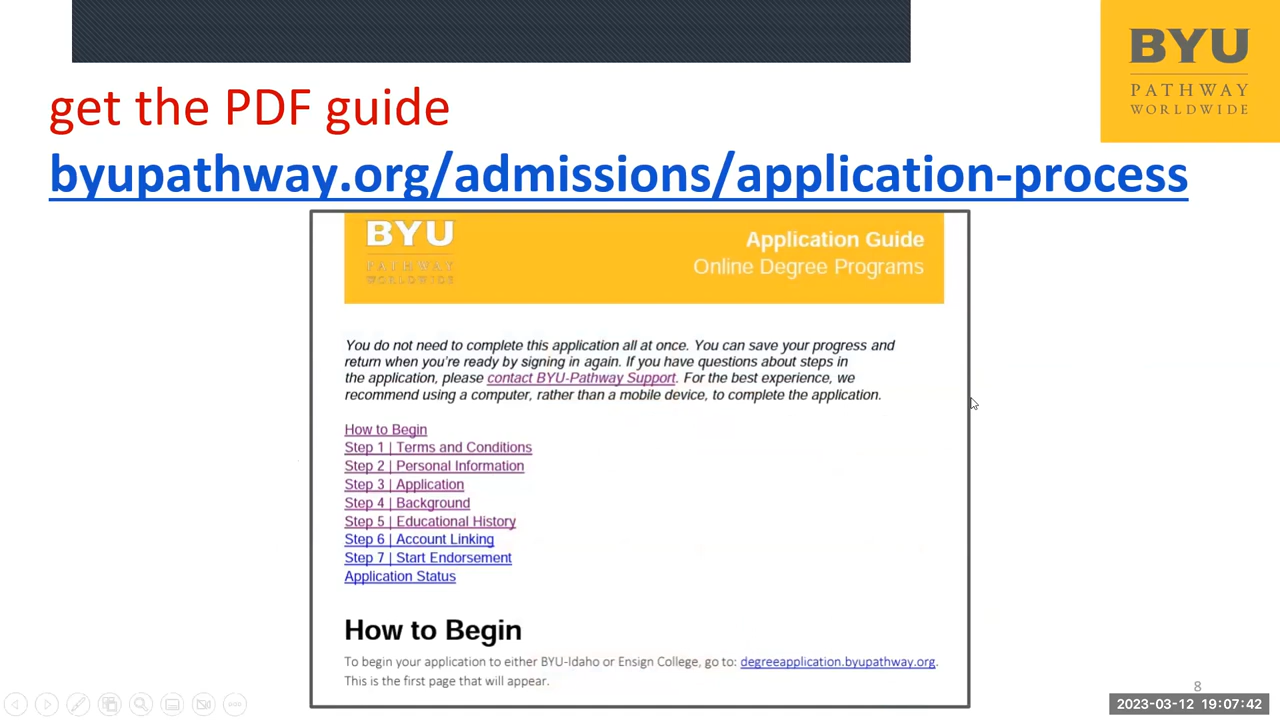 BYU
PATHWAY
WORLDWIDE
get the PDF guide
byupathway.org/admissions/application-process
BYU
PATHWAY
WORLDWIDE
Application Guide
Online Degree Programs
You do not need to complete this application all at once. You can save your progress and
return when you're ready by signing in again. If you have questions about steps in
the application, please contact BYU-Pathway Support. For the best experience, we
recommend using a computer, rather than a mobile device, to complete the application.
How to Begin
Step 1 | Terms and Conditions
Step 2 | Personal Information
Step 3 | Application
Step 4 | Background
Step 5 | Educational History
Step 6 | Account Linking
Step 7 | Start Endorsement
Application Status
How to Begin
To begin your application to either BYU-Idaho or Ensign College, go to: degreeapplication.byupathway.org.
This is the first page that will appear.
8
2023-03-12 19:07:42